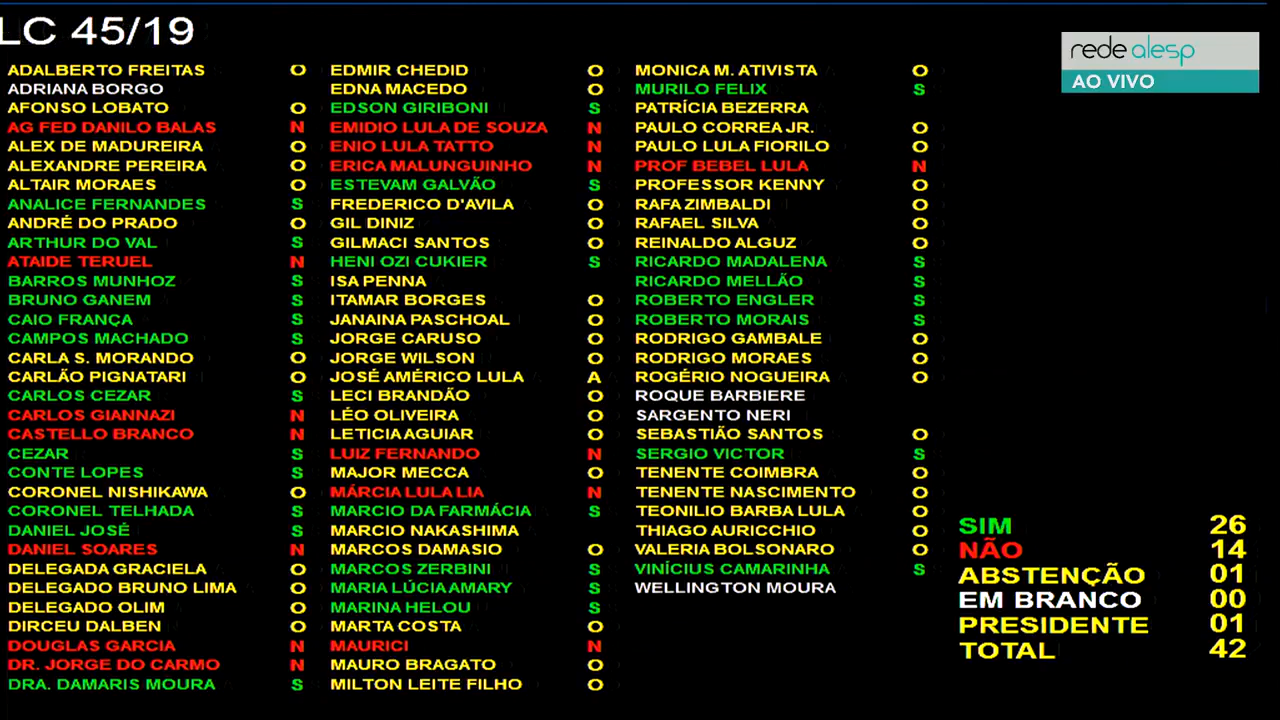 LC 45/19
rede alesp
AO VIVO
ADALBERTO FREITAS O EDMIR CHEDID O MONICA M. ATIVISTA O
ADRIANA BORGO EDNA MACEDO O MURILO FELIX S
AFONSO LOBATO O EDSON GIRIBONI S PATRÍCIA BEZERRA
AG FED DANILO BALAS N EMIDIO LULA DE SOUZA N PAULO CORREA JR. O
ALEX DE MADUREIRA O ENIO LULA TATTO N PAULO LULA FIORILO O
ALEXANDRE PEREIRA O ERICA MALUNGUINHO N PROF BEBEL LULA N
ALTAIR MORAES O ESTEVAM GALVÃO S PROFESSOR KENNY O
ANALICE FERNANDES S FREDERICO D'AVILA O RAFA ZIMBALDI O
ANDRÉ DO PRADO O GIL DINIZ O RAFAEL SILVA O
ARTHUR DO VAL S GILMACI SANTOS O REINALDO ALGUZ O
ATAIDE TERUEL N HENI OZI CUKIER S RICARDO MADALENA S
BARROS MUNHOZ S ISA PENNA RICARDO MELLÃO S
BRUNO GANEM S ITAMAR BORGES O ROBERTO ENGLER S
CAIO FRANÇA S JANAINA PASCHOAL O ROBERTO MORAIS S
CAMPOS MACHADO S JORGE CARUSO O RODRIGO GAMBALE O
CARLA S. MORANDO O JORGE WILSON O RODRIGO MORAES O
CARLÃO PIGNATARI O JOSÉ AMÉRICO LULA A ROGÉRIO NOGUEIRA O
CARLOS CEZAR S LECI BRANDÃO O ROQUE BARBIERE
CARLOS GIANNAZI N LÉO OLIVEIRA O SARGENTO NERI
CASTELLO BRANCO N LETICIA AGUIAR O SEBASTIÃO SANTOS O
CEZAR S LUIZ FERNANDO N SERGIO VICTOR S
CONTE LOPES S MAJOR MECCA O TENENTE COIMBRA O
CORONEL NISHIKAWA O MÁRCIA LULA LIA N TENENTE NASCIMENTO O
CORONEL TELHADA S MARCIO DA FARMÁCIA S TEONILIO BARBA LULA O
DANIEL JOSÉ S MARCIO NAKASHIMA THIAGO AURICCHIO O
DANIEL SOARES N MARCOS DAMASIO O VALERIA BOLSONARO O
DELEGADA GRACIELA O MARCOS ZERBINI S VINÍCIUS CAMARINHA S
DELEGADO BRUNO LIMA O MARIA LÚCIA AMARY S WELLINGTON MOURA
DELEGADO OLIM O MARINA HELOU S
DIRCEU DALBEN O MARTA COSTA O
DOUGLAS GARCIA N MAURICI N
DR. JORGE DO CARMO N MAURO BRAGATO O
DRA. DAMARIS MOURA S MILTON LEITE FILHO O
SIM 26
NÃO 14
ABSTENÇÃO 01
EM BRANCO 00
PRESIDENTE 01
TOTAL 42